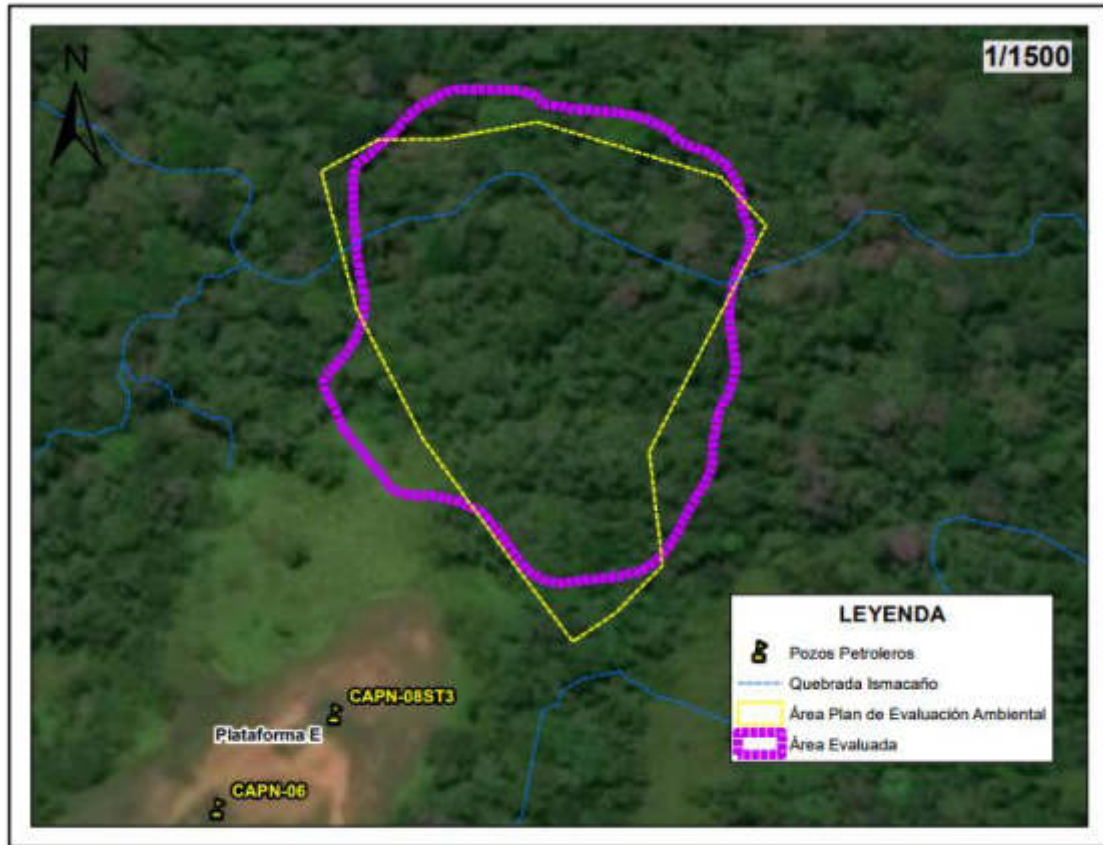 N
1/1500
CAPN-08ST3
Plataforma E
CAPN-06
LEYENDA
Pozos Petroleros
Quebrada Ismacaño
Área Plan de Evaluación Ambiental
Área Evaluada